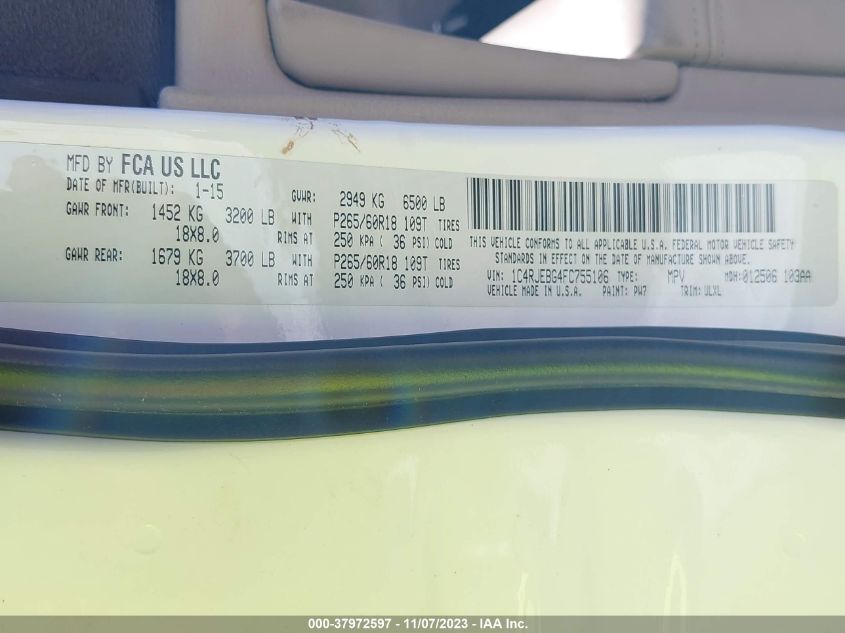 MFD BY FCA US LLC
DATE OF MFR(BUILT): 1-15 GVWR: 2949 KG 6500 LB
GAWR FRONT: 1452 KG 3200 LB WITH P265/60R18 109T TIRES
18X8.0 RIMS AT 250 KPA ( 36 PSI) COLD
GAWR REAR: 1679 KG 3700 LB WITH P265/60R18 109T TIRES
18X8.0 RIMS AT 250 KPA ( 36 PSI) COLD
THIS VEHICLE CONFORMS TO ALL APPLICABLE U.S.A. FEDERAL MOTOR VEHICLE SAFETY
STANDARDS IN EFFECT ON THE DATE OF MANUFACTURE SHOWN ABOVE.
VIN: 1C4RJEBG4FC755106 TYPE: MPV MDH:012506 103AA
VEHICLE MADE IN U.S.A. PAINT: PW7 TRIM: ULXL
000-37972597 - 11/07/2023 - IAA Inc.